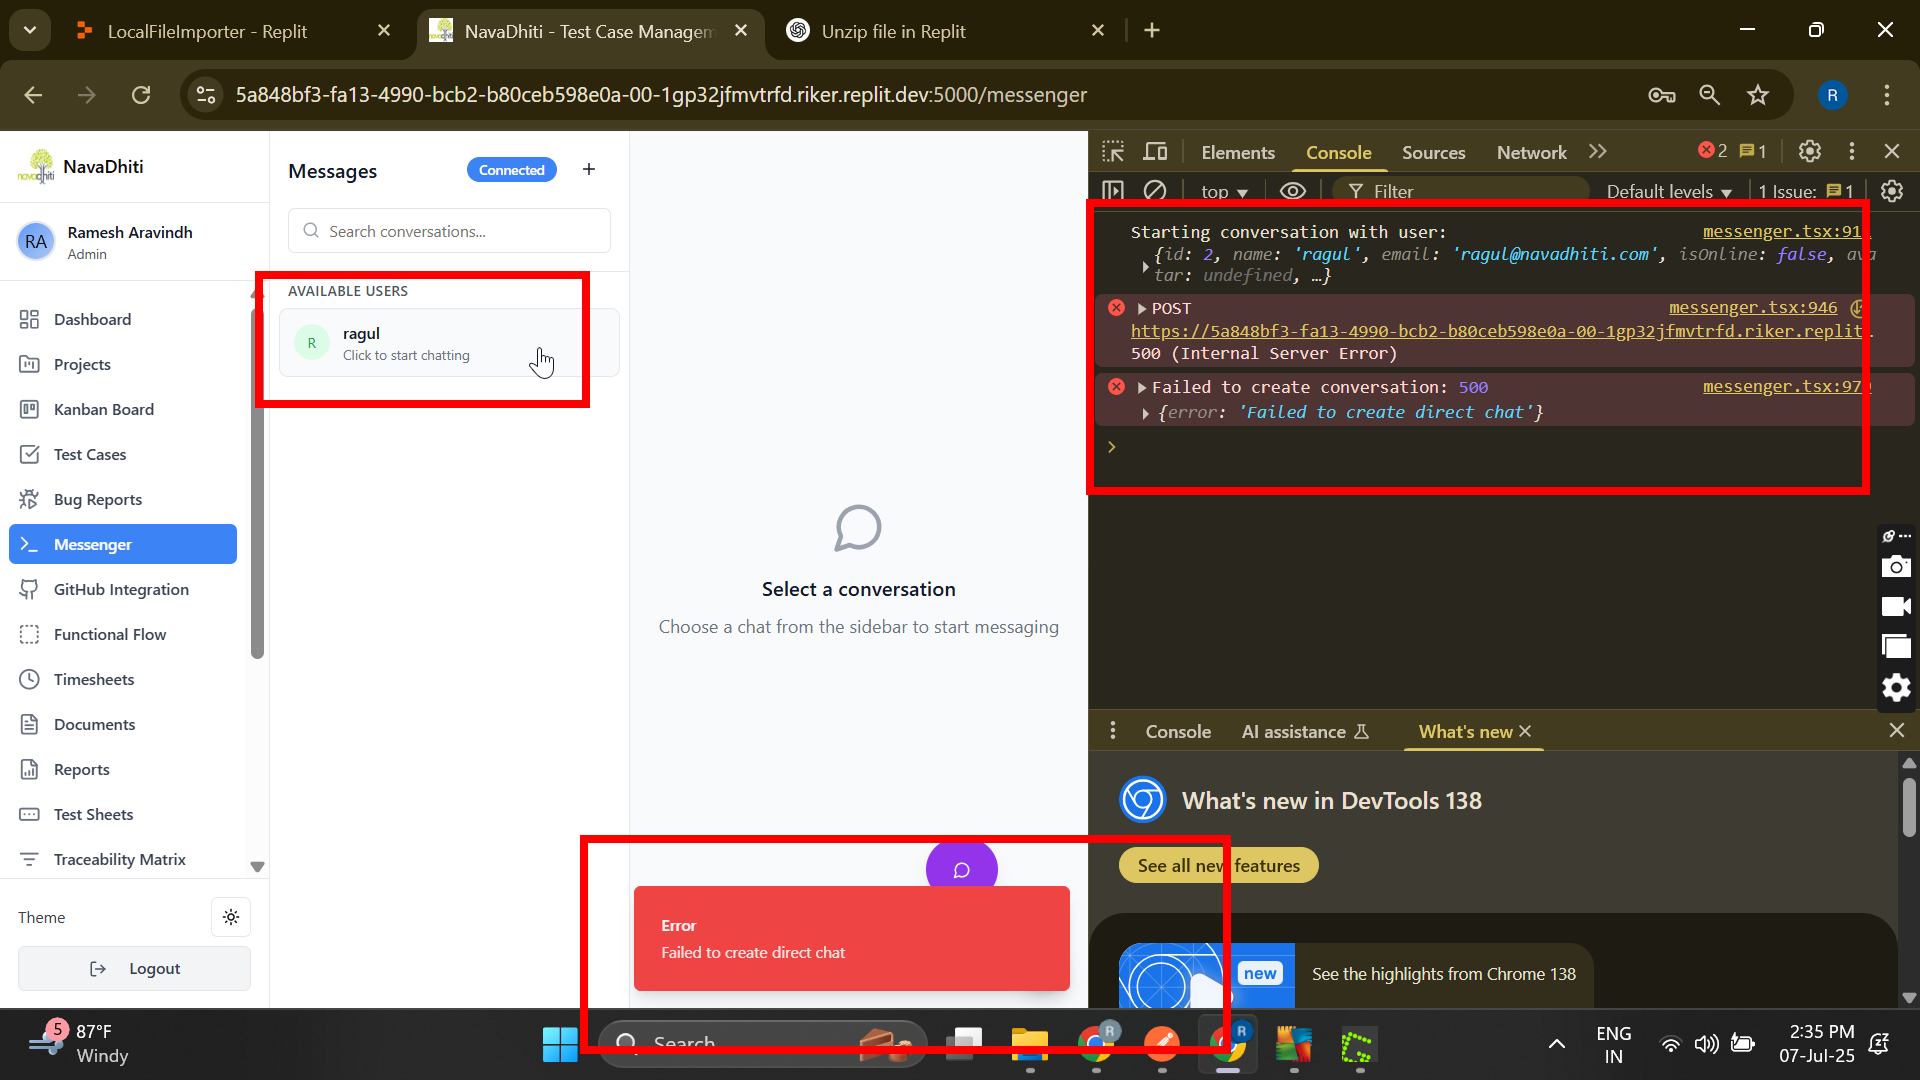 LocalFileImporter - Replit
NavaDhiti - Test Case Managem
Unzip file in Replit
5a848bf3-fa13-4990-bcb2-b80ceb598e0a-00-1gp32jfmvtrfd.riker.replit.dev:5000/messenger
R
NavaDhiti
RA
Ramesh Aravindh
Admin
Dashboard
Projects
Kanban Board
Test Cases
Bug Reports
Messenger
GitHub Integration
Functional Flow
Timesheets
Documents
Reports
Test Sheets
Traceability Matrix
Theme
Logout
Messages
Connected
Search conversations...
AVAILABLE USERS
R
ragul
Click to start chatting
Select a conversation
Choose a chat from the sidebar to start messaging
Error
Failed to create direct chat
Elements
Console
Sources
Network
2
1
top
Filter
Default levels
1 Issue: 1
Starting conversation with user: messenger.tsx:911
{id: 2, name: 'ragul', email: 'ragul@navadhiti.com', isOnline: false, ava
tar: undefined, …}
POST messenger.tsx:946
https://5a848bf3-fa13-4990-bcb2-b80ceb598e0a-00-1gp32jfmvtrfd.riker.replit.
500 (Internal Server Error)
Failed to create conversation: 500 messenger.tsx:97
{error: 'Failed to create direct chat'}
Console
AI assistance
What's new
What's new in DevTools 138
See all new features
new
See the highlights from Chrome 138
5
87°F
Windy
Search
R
R
ENG
IN
2:35 PM
07-Jul-25